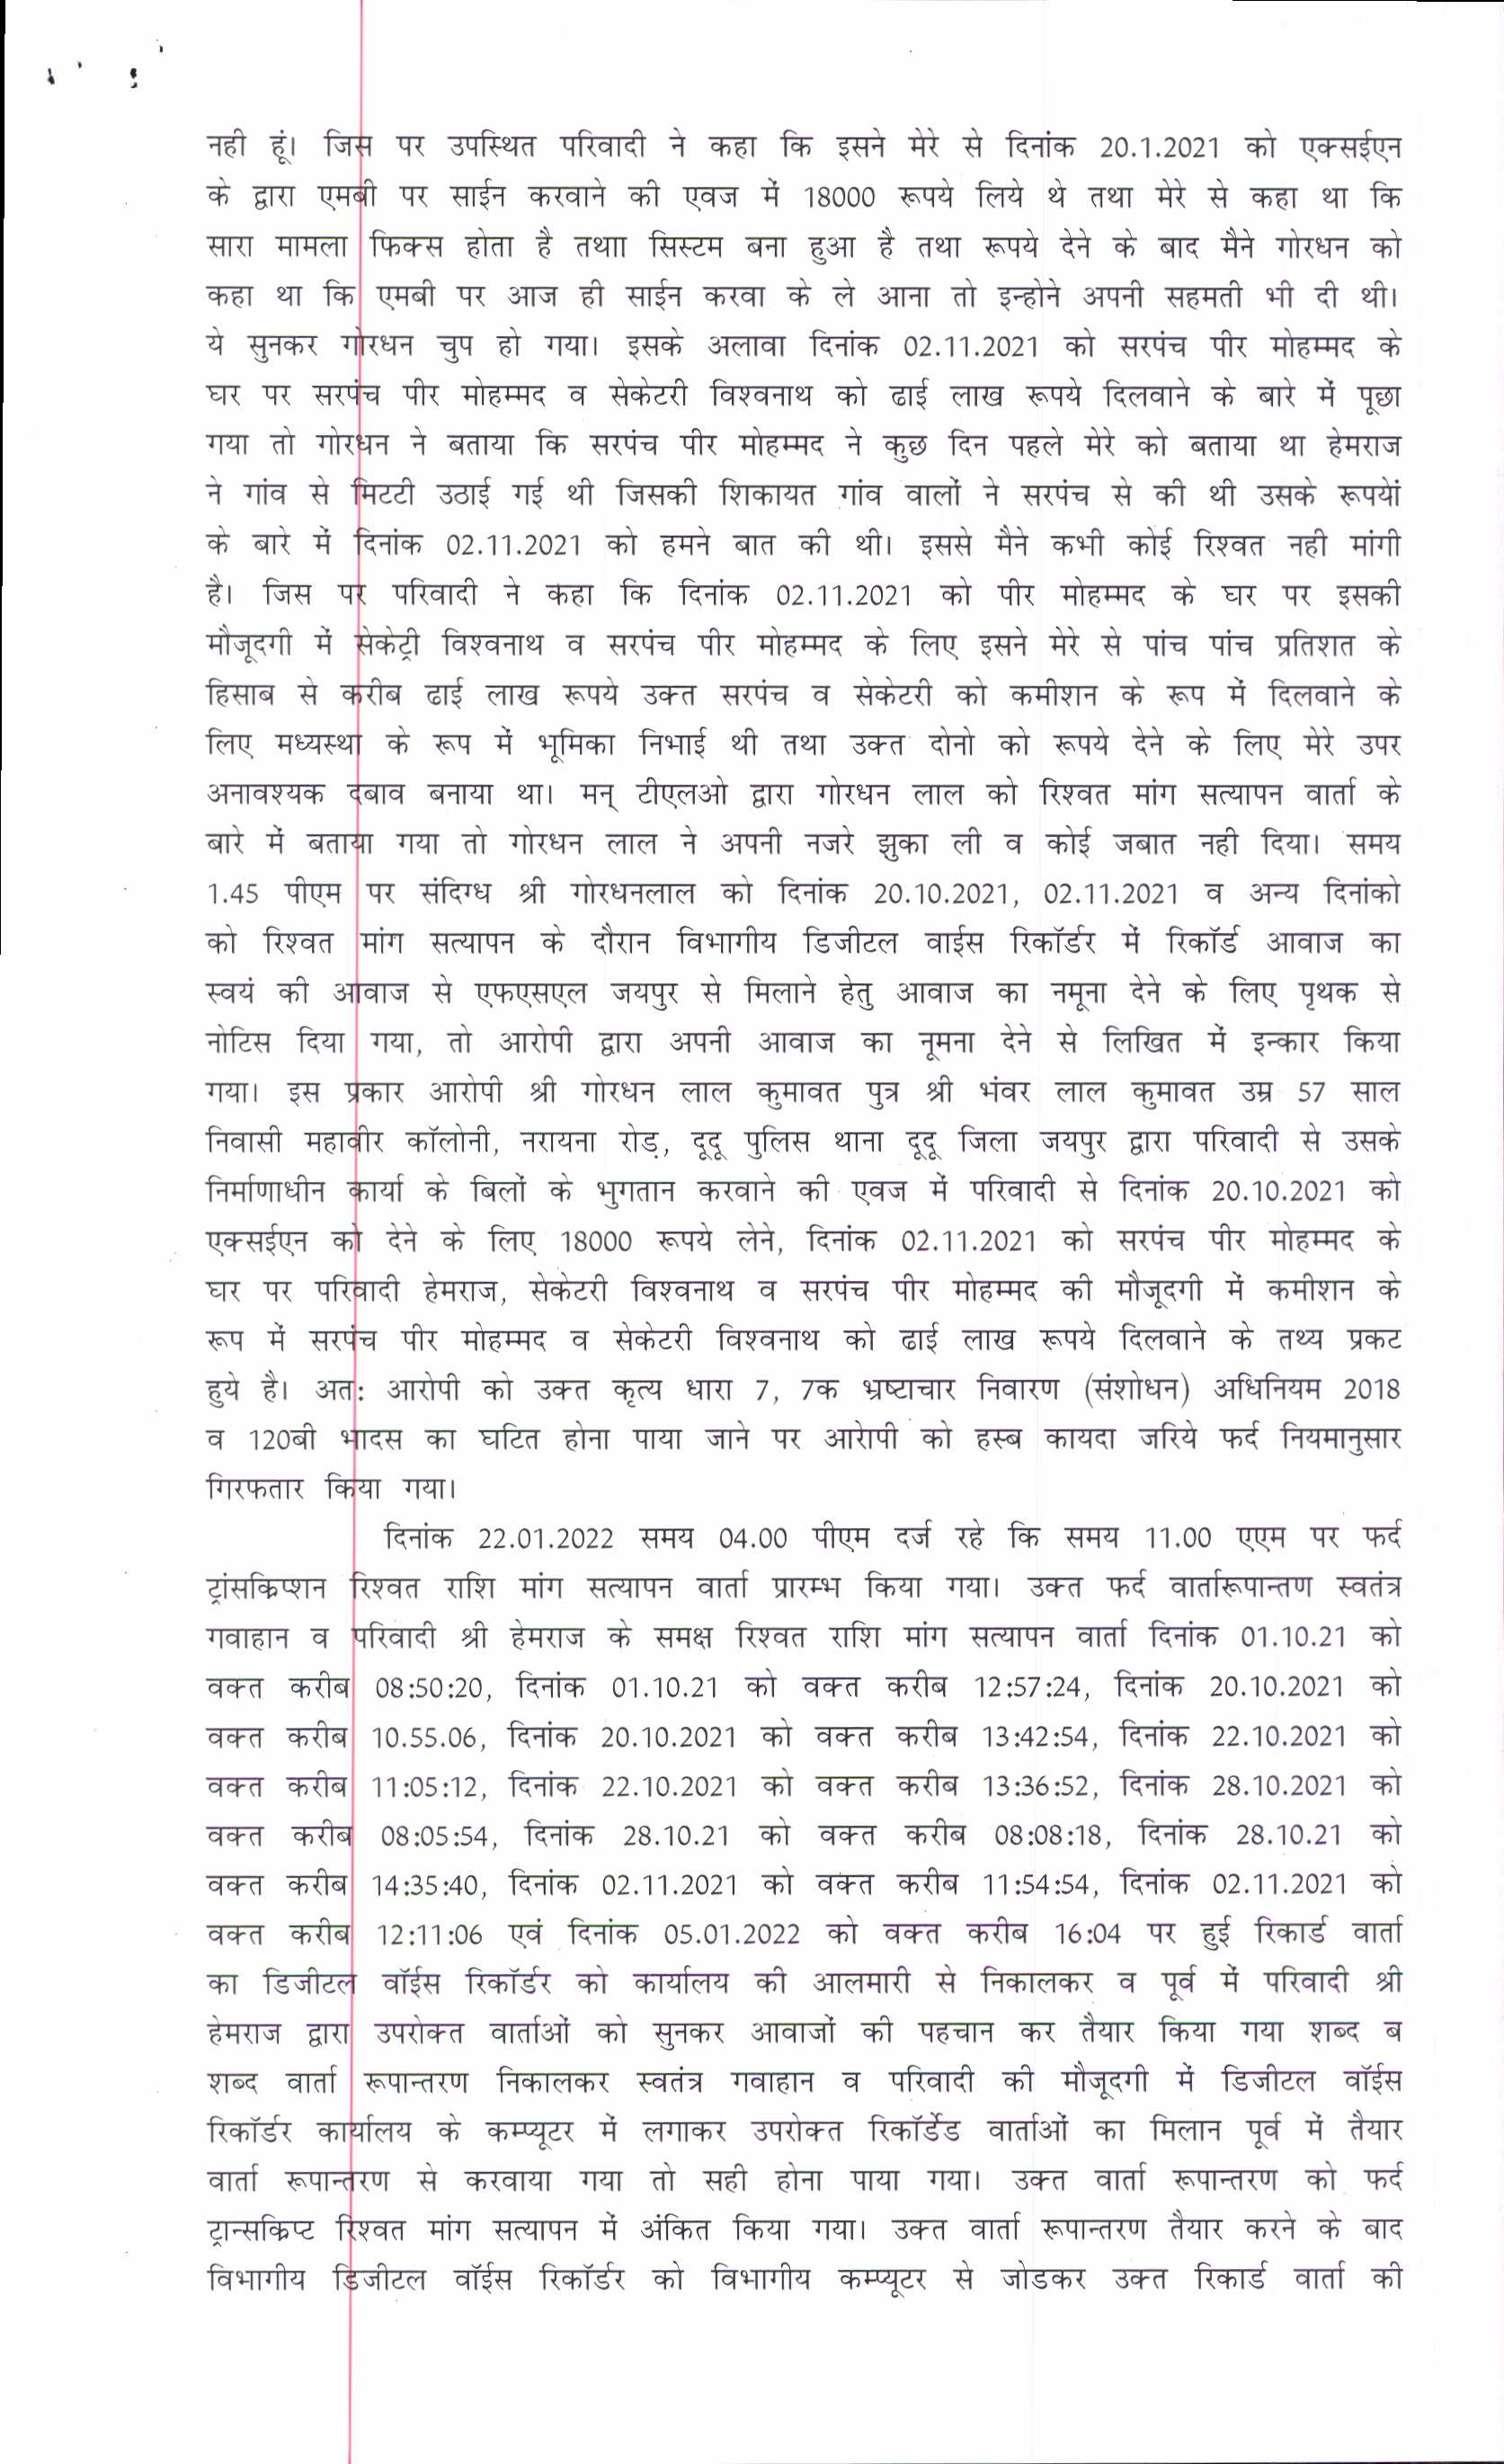 नही हूं। जिस पर उपस्थित परिवादी ने कहा कि इसने मेरे से दिनांक 20.1.2021 को एक्सईएन
के द्वारा एमबी पर साईन करवाने की एवज में 18000 रूपये लिये थे तथा मेरे से कहा था कि
सारा मामला फिक्स होता है तथाा सिस्टम बना हुआ है तथा रूपये देने के बाद मैने गोरधन को
कहा था कि एमबी पर आज ही साईन करवा के ले आना तो इन्होने अपनी सहमती भी दी थी।
ये सुनकर गोरधन चुप हो गया। इसके अलावा दिनांक 02.11.2021 को सरपंच पीर मोहम्मद के
घर पर सरपंच पीर मोहम्मद व सेकेटरी विश्वनाथ को ढाई लाख रूपये दिलवाने के बारे में पूछा
गया तो गोरधन ने बताया कि सरपंच पीर मोहम्मद ने कुछ दिन पहले मेरे को बताया था हेमराज
ने गांव से मिटटी उठाई गई थी जिसकी शिकायत गांव वालों ने सरपंच से की थी उसके रूपयेां
के बारे में दिनांक 02.11.2021 को हमने बात की थी। इससे मैने कभी कोई रिश्वत नही मांगी
है। जिस पर परिवादी ने कहा कि दिनांक 02.11.2021 को पीर मोहम्मद के घर पर इसकी
मौजूदगी में सेकेट्री विश्वनाथ व सरपंच पीर मोहम्मद के लिए इसने मेरे से पांच पांच प्रतिशत के
हिसाब से करीब ढाई लाख रूपये उक्त सरपंच व सेकेटरी को कमीशन के रूप में दिलवाने के
लिए मध्यस्था के रूप में भूमिका निभाई थी तथा उक्त दोनो को रूपये देने के लिए मेरे उपर
अनावश्यक दबाव बनाया था। मन् टीएलओ द्वारा गोरधन लाल को रिश्वत मांग सत्यापन वार्ता के
बारे में बताया गया तो गोरधन लाल ने अपनी नजरे झुका ली व कोई जबात नही दिया। समय
1.45 पीएम पर संदिग्ध श्री गोरधनलाल को दिनांक 20.10.2021, 02.11.2021 व अन्य दिनांको
को रिश्वत मांग सत्यापन के दौरान विभागीय डिजीटल वाईस रिकॉर्डर में रिकॉर्ड आवाज का
स्वयं की आवाज से एफएसएल जयपुर से मिलाने हेतु आवाज का नमूना देने के लिए पृथक से
नोटिस दिया गया, तो आरोपी द्वारा अपनी आवाज का नूमना देने से लिखित में इन्कार किया
गया। इस प्रकार आरोपी श्री गोरधन लाल कुमावत पुत्र श्री भंवर लाल कुमावत उम्र 57 साल
निवासी महावीर कॉलोनी, नरायना रोड़, दूदू पुलिस थाना दूदू जिला जयपुर द्वारा परिवादी से उसके
निर्माणाधीन कार्यो के बिलों के भुगतान करवाने की एवज में परिवादी से दिनांक 20.10.2021 को
एक्सईएन को देने के लिए 18000 रूपये लेने, दिनांक 02.11.2021 को सरपंच पीर मोहम्मद के
घर पर परिवादी हेमराज, सेकेटरी विश्वनाथ व सरपंच पीर मोहम्मद की मौजूदगी में कमीशन के
रूप में सरपंच पीर मोहम्मद व सेकेटरी विश्वनाथ को ढाई लाख रूपये दिलवाने के तथ्य प्रकट
हुये है। अतः आरोपी को उक्त कृत्य धारा 7, 7क भ्रष्टाचार निवारण (संशोधन) अधिनियम 2018
व 120बी भादस का घटित होना पाया जाने पर आरेापी को हस्ब कायदा जरिये फर्द नियमानुसार
गिरफतार किया गया।
दिनांक 22.01.2022 समय 04.00 पीएम दर्ज रहे कि समय 11.00 एएम पर फर्द
ट्रांसक्रिप्शन रिश्वत राशि मांग सत्यापन वार्ता प्रारम्भ किया गया। उक्त फर्द वार्तारूपान्तण स्वतंत्र
गवाहान व परिवादी श्री हेमराज के समक्ष रिश्वत राशि मांग सत्यापन वार्ता दिनांक 01.10.21 को
वक्त करीब 08:50:20, दिनांक 01.10.21 को वक्त करीब 12:57:24, दिनांक 20.10.2021 को
वक्त करीब 10.55.06, दिनांक 20.10.2021 को वक्त करीब 13:42:54, दिनांक 22.10.2021 को
वक्त करीब 11:05:12, दिनांक 22.10.2021 को वक्त करीब 13:36:52, दिनांक 28.10.2021 को
वक्त करीब 08:05:54, दिनांक 28.10.21 को वक्त करीब 08:08:18, दिनांक 28.10.21 को
वक्त करीब 14:35:40, दिनांक 02.11.2021 को वक्त करीब 11:54:54, दिनांक 02.11.2021 को
वक्त करीब 12:11:06 एवं दिनांक 05.01.2022 को वक्त करीब 16:04 पर हुई रिकार्ड वार्ता
का डिजीटल वॉईस रिकॉर्डर को कार्यालय की आलमारी से निकालकर व पूर्व में परिवादी श्री
हेमराज द्वारा उपरोक्त वार्ताओं को सुनकर आवाजों की पहचान कर तैयार किया गया शब्द ब
शब्द वार्ता रूपान्तरण निकालकर स्वतंत्र गवाहान व परिवादी की मौजूदगी में डिजीटल वॉईस
रिकॉर्डर कार्यालय के कम्प्यूटर में लगाकर उपरोक्त रिकॉर्डेड वार्ताओं का मिलान पूर्व में तैयार
वार्ता रूपान्तरण से करवाया गया तो सही होना पाया गया। उक्त वार्ता रूपान्तरण को फर्द
ट्रान्सक्रिप्ट रिश्वत मांग सत्यापन में अंकित किया गया। उक्त वार्ता रूपान्तरण तैयार करने के बाद
विभागीय डिजीटल वॉईस रिकॉर्डर को विभागीय कम्प्यूटर से जोडकर उक्त रिकार्ड वार्ता की